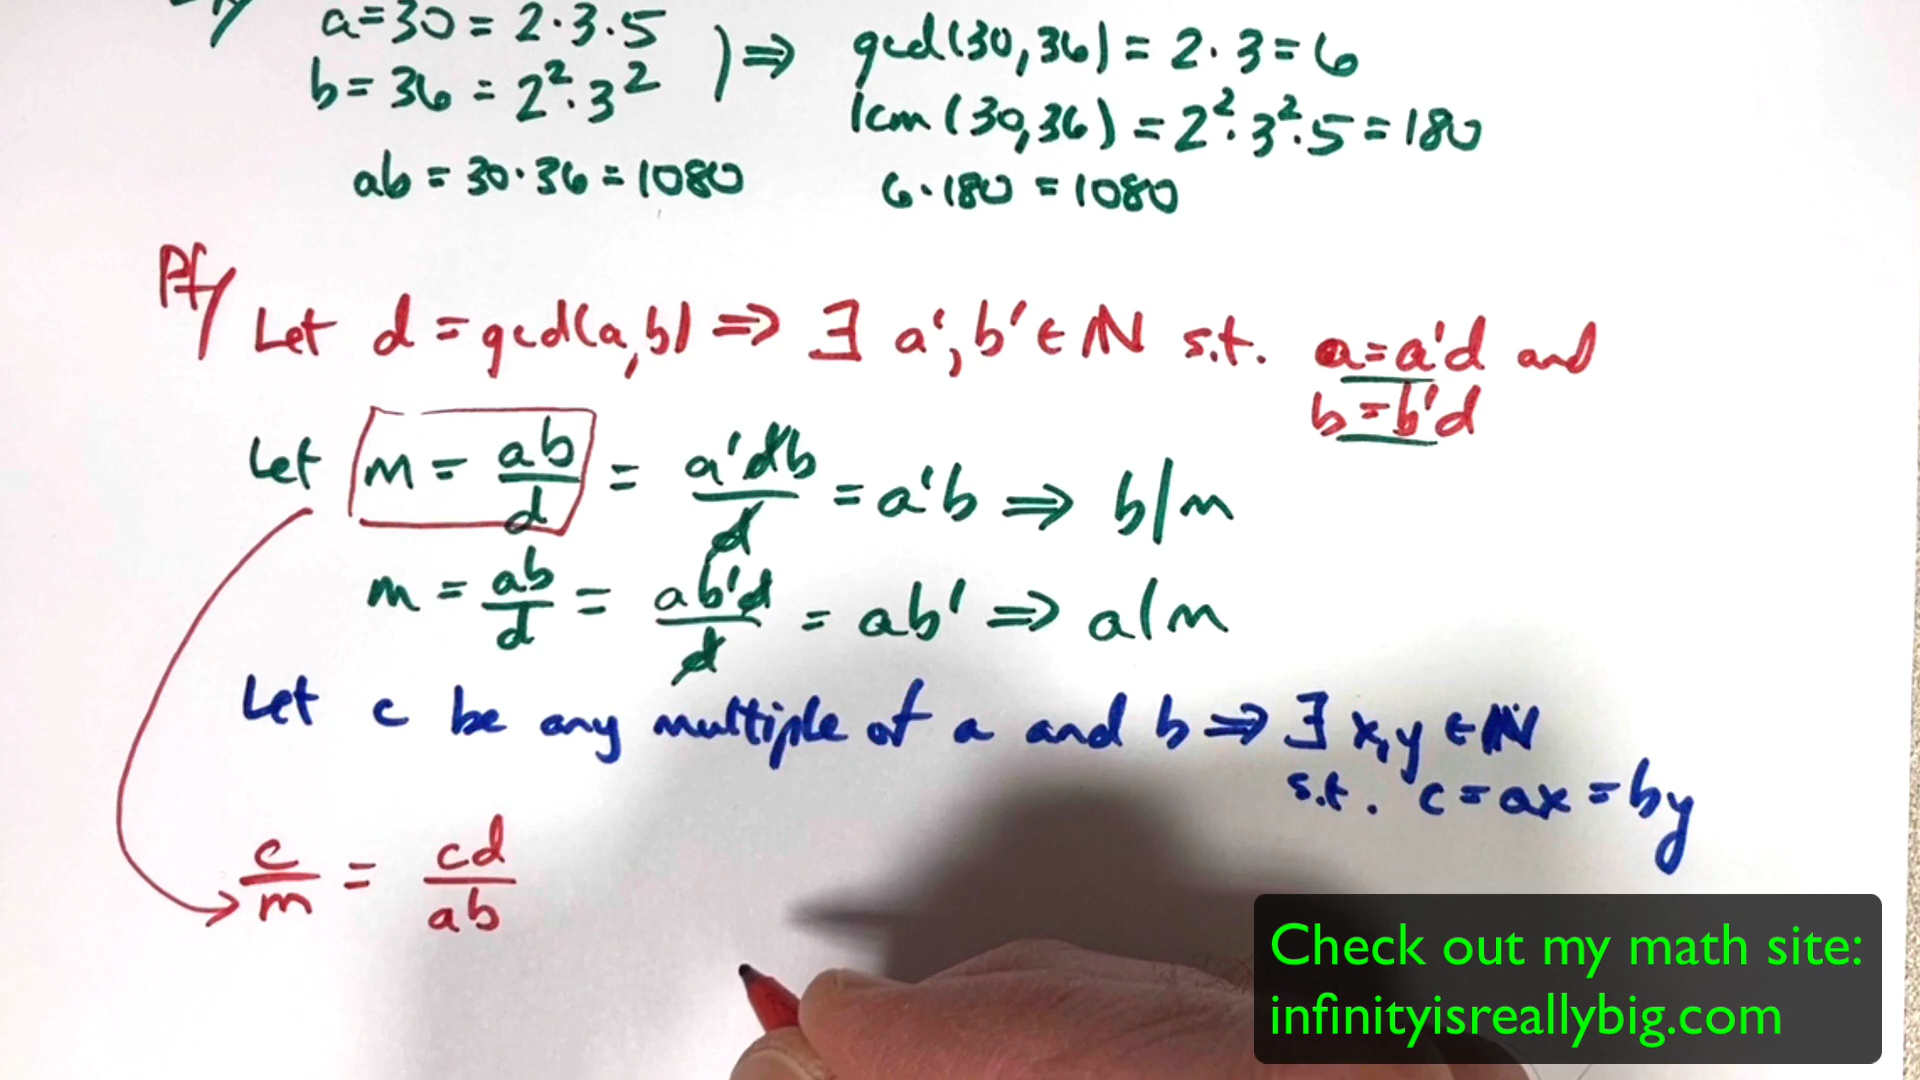 a=30 = 2·3·5
b=36 = 2²·3² ) ⇒ gcd(30,36) = 2·3 = 6
lcm(30,36) = 2²·3²·5 = 180
ab = 30·36 = 1080 6·180 = 1080
Pf/ Let d = gcd(a,b) ⇒ ∃ a', b' ∈ ℕ s.t. a=a'd and
b=b'd
Let m = ab/d = a'db/d = a'b ⇒ b|m
m = ab/d = ab'd/d = ab' ⇒ a|m
Let c be any multiple of a and b ⇒ ∃ x,y ∈ ℕ
s.t. c = ax = by
c/m = cd/ab
Check out my math site:
infinityisreallybig.com